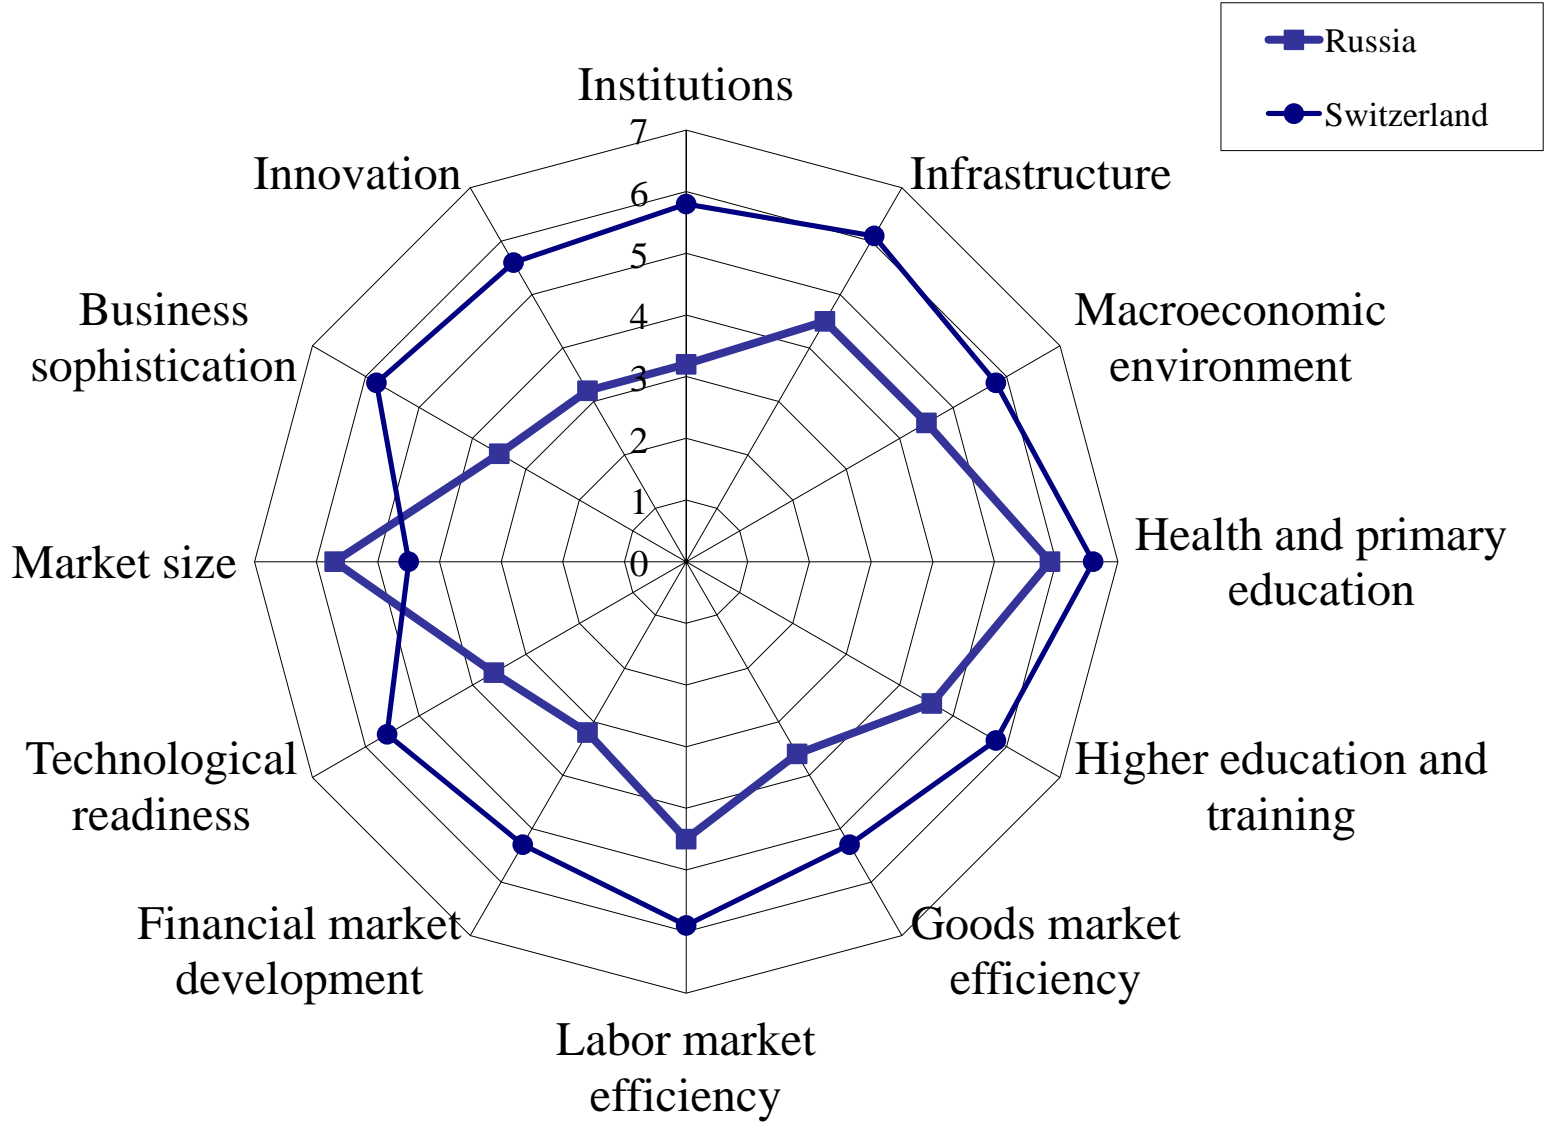 Russia
Switzerland
Institutions
Infrastructure
Macroeconomic
environment
Health and primary
education
Higher education and
training
Goods market
efficiency
Labor market
efficiency
Financial market
development
Technological
readiness
Market size
Business
sophistication
Innovation
7
6
5
4
3
2
1
0